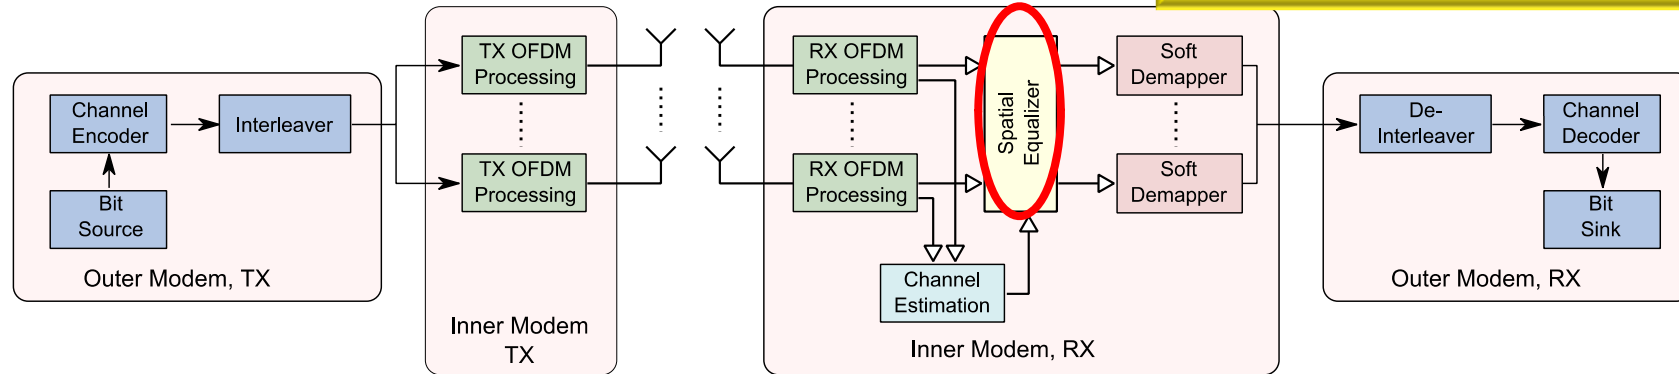 Channel
Encoder
Interleaver
Bit
Source
Outer Modem, TX
TX OFDM
Processing
TX OFDM
Processing
Inner Modem
TX
RX OFDM
Processing
RX OFDM
Processing
Spatial
Equalizer
Channel
Estimation
Soft
Demapper
Soft
Demapper
Inner Modem, RX
De-
Interleaver
Channel
Decoder
Bit
Sink
Outer Modem, RX